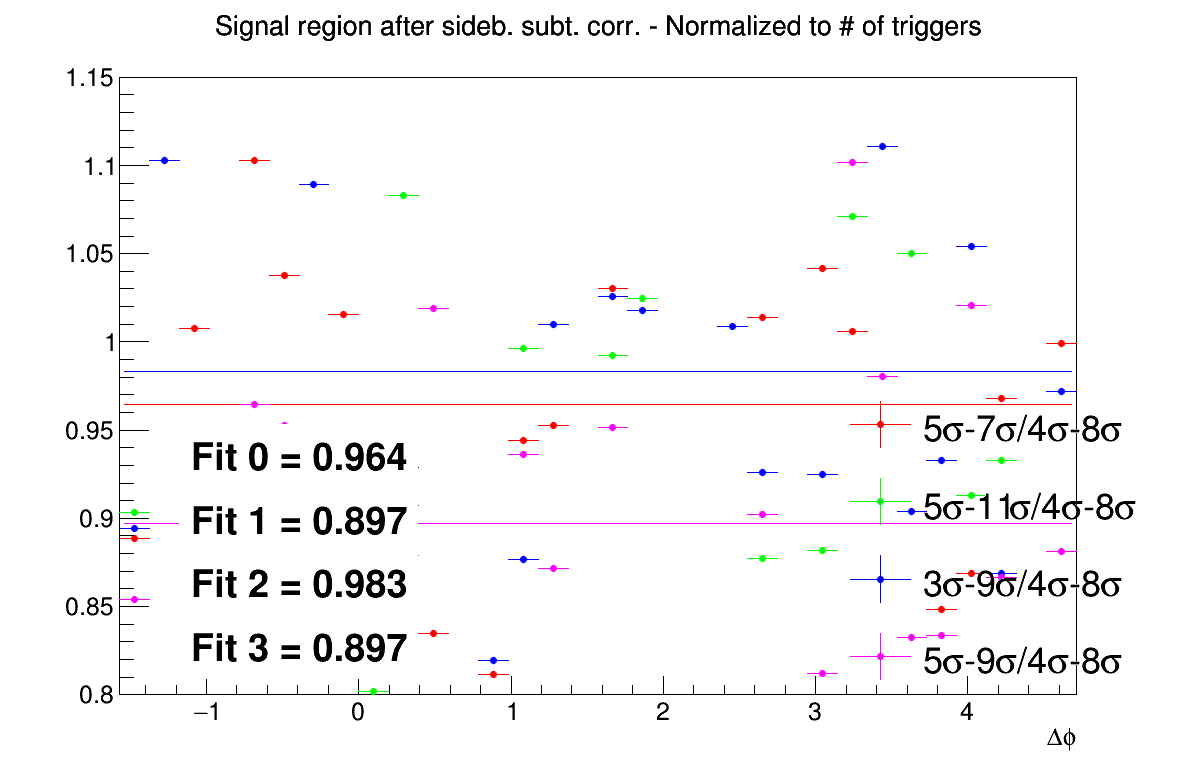 Signal region after sideb. subt. corr. - Normalized to # of triggers
1.15
1.1
1.05
1
0.95
0.9
0.85
0.8
Fit 0 = 0.964
Fit 1 = 0.897
Fit 2 = 0.983
Fit 3 = 0.897
5σ-7σ/4σ-8σ
5σ-11σ/4σ-8σ
3σ-9σ/4σ-8σ
5σ-9σ/4σ-8σ
−1 0 1 2 3 4
Δϕ